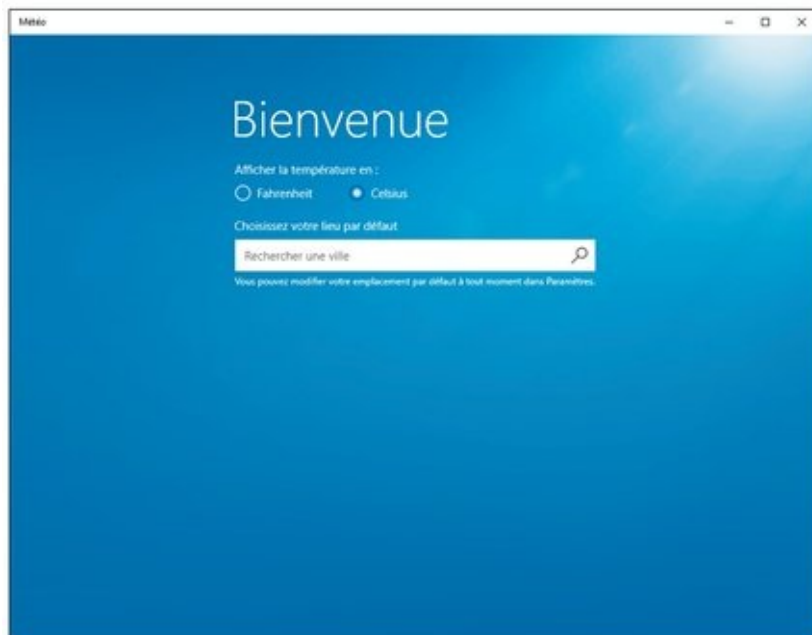 Météo
Bienvenue
Afficher la température en :
Fahrenheit Celsius
Choisissez votre lieu par défaut
Rechercher une ville
Vous pouvez modifier votre emplacement par défaut à tout moment dans Paramètres.